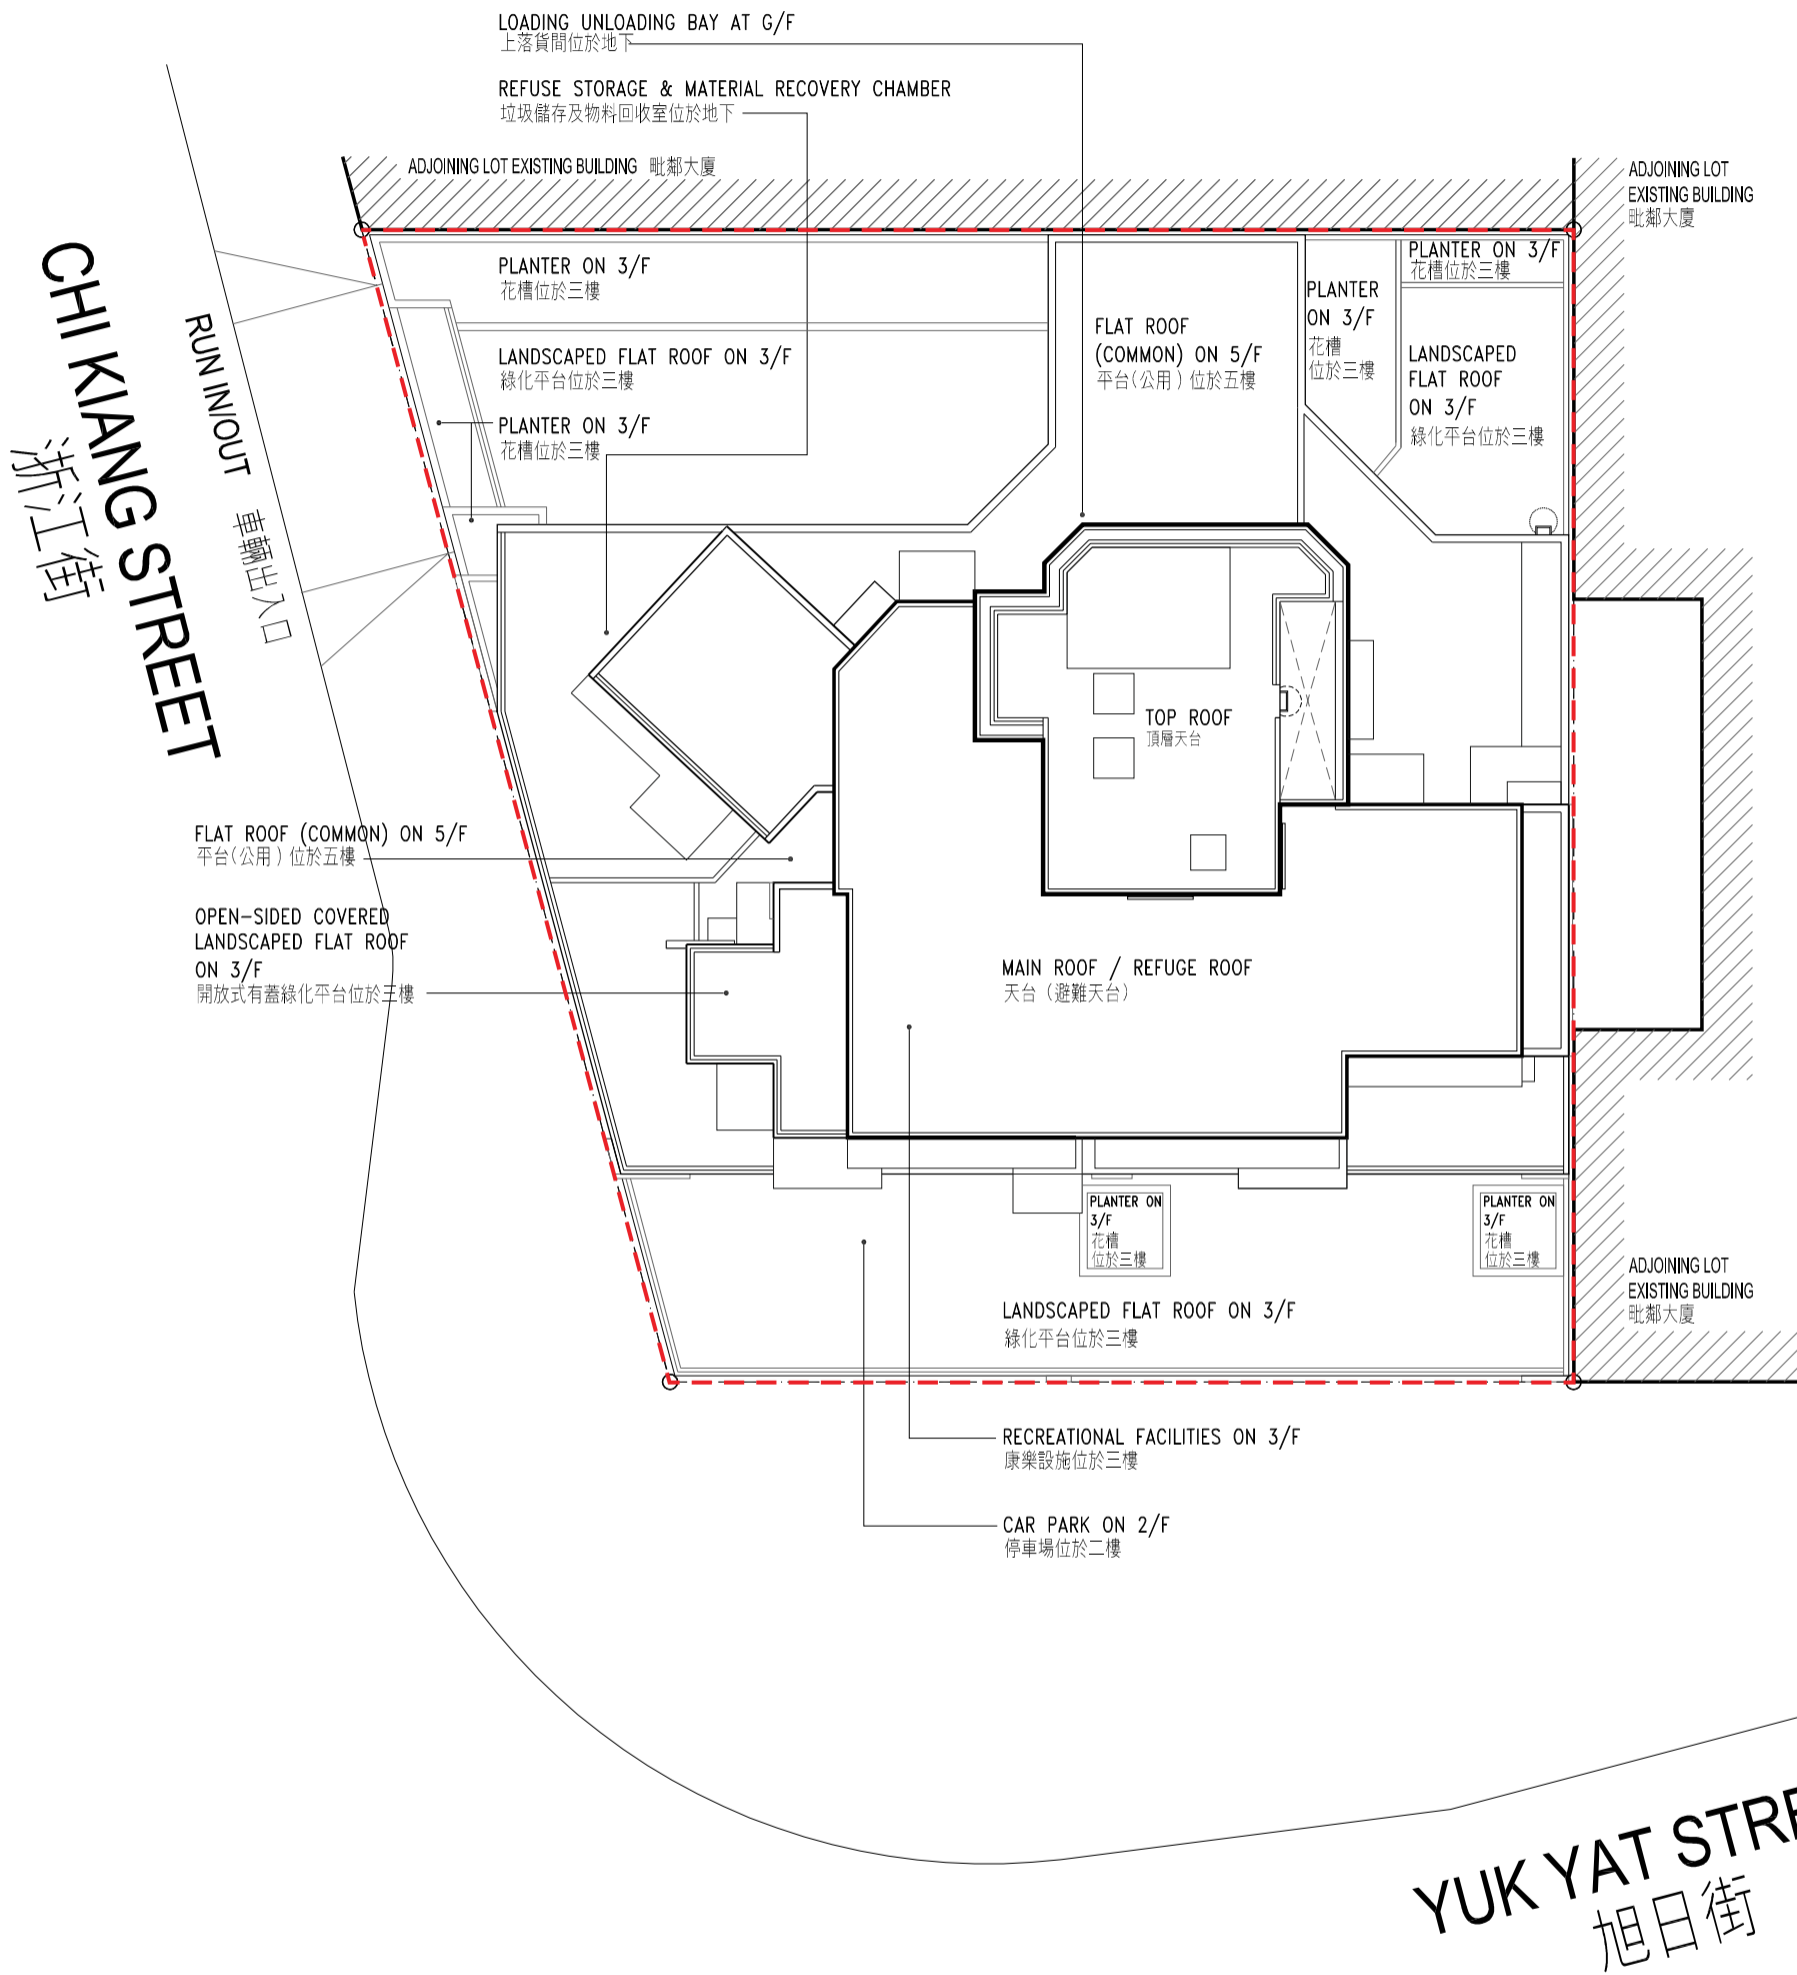 LOADING UNLOADING BAY AT G/F
上落貨間位於地下
REFUSE STORAGE & MATERIAL RECOVERY CHAMBER
垃圾儲存及物料回收室位於地下
ADJOINING LOT EXISTING BUILDING 毗鄰大廈
ADJOINING LOT
EXISTING BUILDING
毗鄰大廈
CHI KIANG STREET
浙江街
RUN IN/OUT 車輛出入口
PLANTER ON 3/F
花槽位於三樓
LANDSCAPED FLAT ROOF ON 3/F
綠化平台位於三樓
PLANTER ON 3/F
花槽位於三樓
FLAT ROOF
(COMMON) ON 5/F
平台(公用)位於五樓
PLANTER
ON 3/F
花槽
位於三樓
PLANTER ON 3/F
花槽位於三樓
LANDSCAPED
FLAT ROOF
ON 3/F
綠化平台位於三樓
TOP ROOF
頂層天台
FLAT ROOF (COMMON) ON 5/F
平台(公用)位於五樓
OPEN-SIDED COVERED
LANDSCAPED FLAT ROOF
ON 3/F
開放式有蓋綠化平台位於三樓
MAIN ROOF / REFUGE ROOF
天台(避難天台)
PLANTER ON
3/F
花槽
位於三樓
PLANTER ON
3/F
花槽
位於三樓
LANDSCAPED FLAT ROOF ON 3/F
綠化平台位於三樓
ADJOINING LOT
EXISTING BUILDING
毗鄰大廈
RECREATIONAL FACILITIES ON 3/F
康樂設施位於三樓
CAR PARK ON 2/F
停車場位於二樓
YUK YAT STRE
旭日街